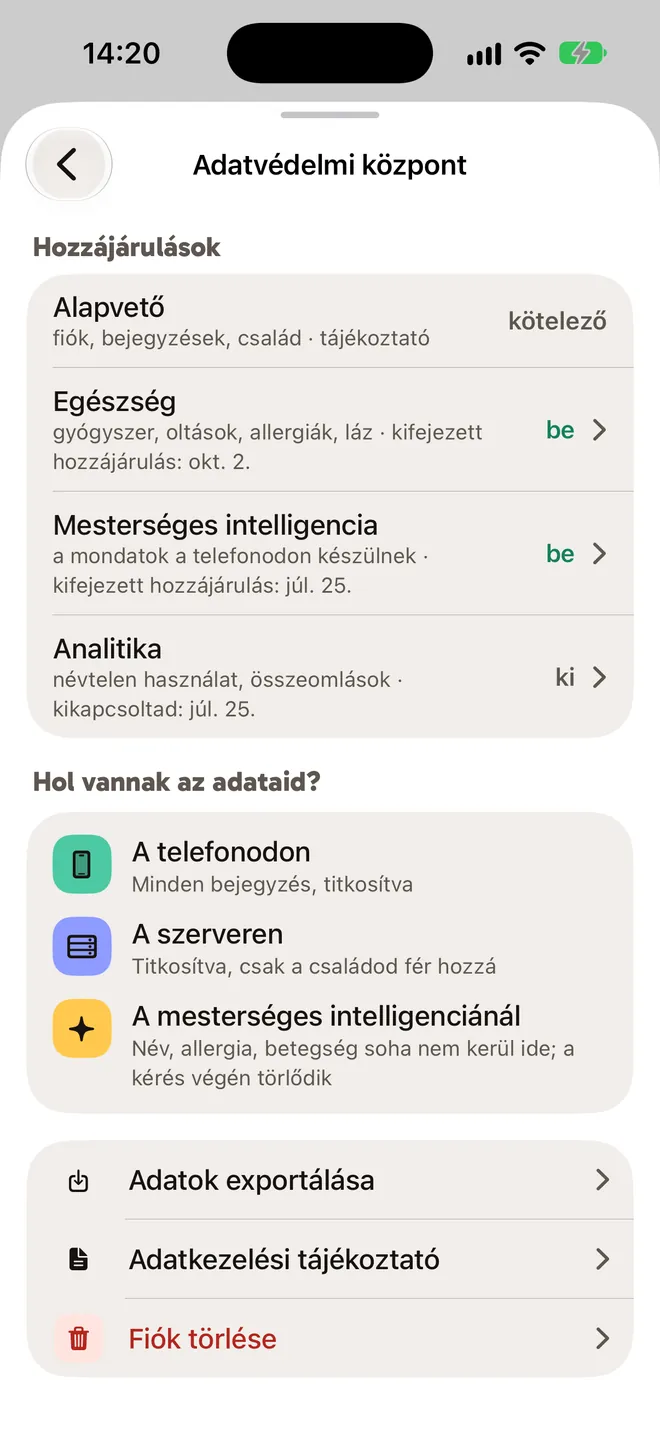 14:20
Adatvédelmi központ
Hozzájárulások
Alapvető
fiók, bejegyzések, család · tájékoztató
kötelező
Egészség
gyógyszer, oltások, allergiák, láz · kifejezett
hozzájárulás: okt. 2.
be
Mesterséges intelligencia
a mondatok a telefonodon készülnek ·
kifejezett hozzájárulás: júl. 25.
be
Analitika
névtelen használat, összeomlások ·
kikapcsoltad: júl. 25.
ki
Hol vannak az adataid?
A telefonodon
Minden bejegyzés, titkosítva
A szerveren
Titkosítva, csak a családod fér hozzá
A mesterséges intelligenciánál
Név, allergia, betegség soha nem kerül ide; a
kérés végén törlődik
Adatok exportálása
Adatkezelési tájékoztató
Fiók törlése